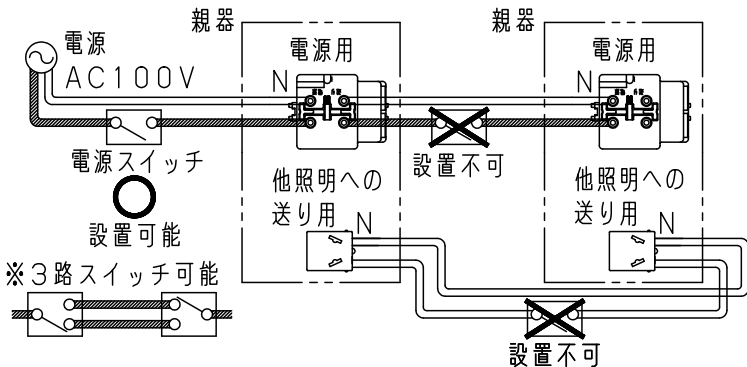 親器
親器
電源
AC100V
電源用
電源用
N
N
電源スイッチ
設置可能
設置不可
他照明への
送り用
N
他照明への
送り用
N
※3路スイッチ可能
設置不可